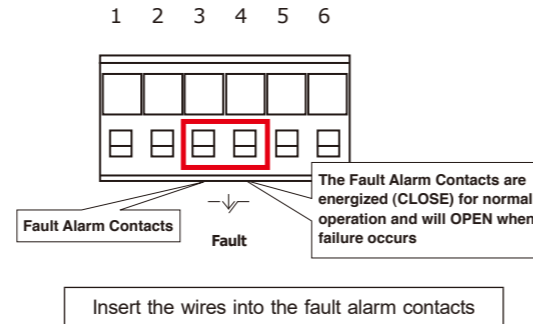 1 2 3 4 5 6
The Fault Alarm Contacts are
energized (CLOSE) for normal
operation and will OPEN when
failure occurs
Fault Alarm Contacts
Fault
Insert the wires into the fault alarm contacts